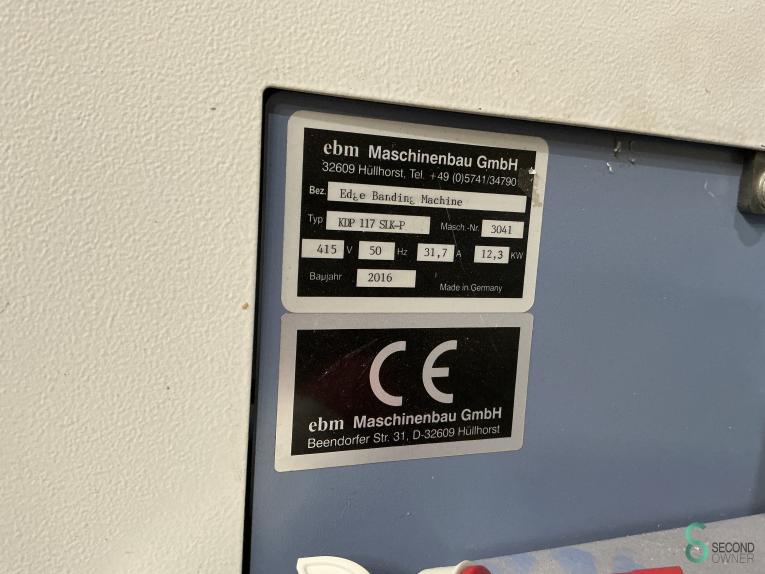 ebm Maschinenbau GmbH
32609 Hüllhorst, Tel. +49 (0)5741/34790
Bez. Edge Banding Machine
Typ KDP 117 SLK-P Masch.-Nr. 3041
415 V 50 Hz 31,7 A 12,3 KW
Baujahr 2016 Made in Germany
CE
ebm Maschinenbau GmbH
Beendorfer Str. 31, D-32609 Hüllhorst
SECOND
OWNER